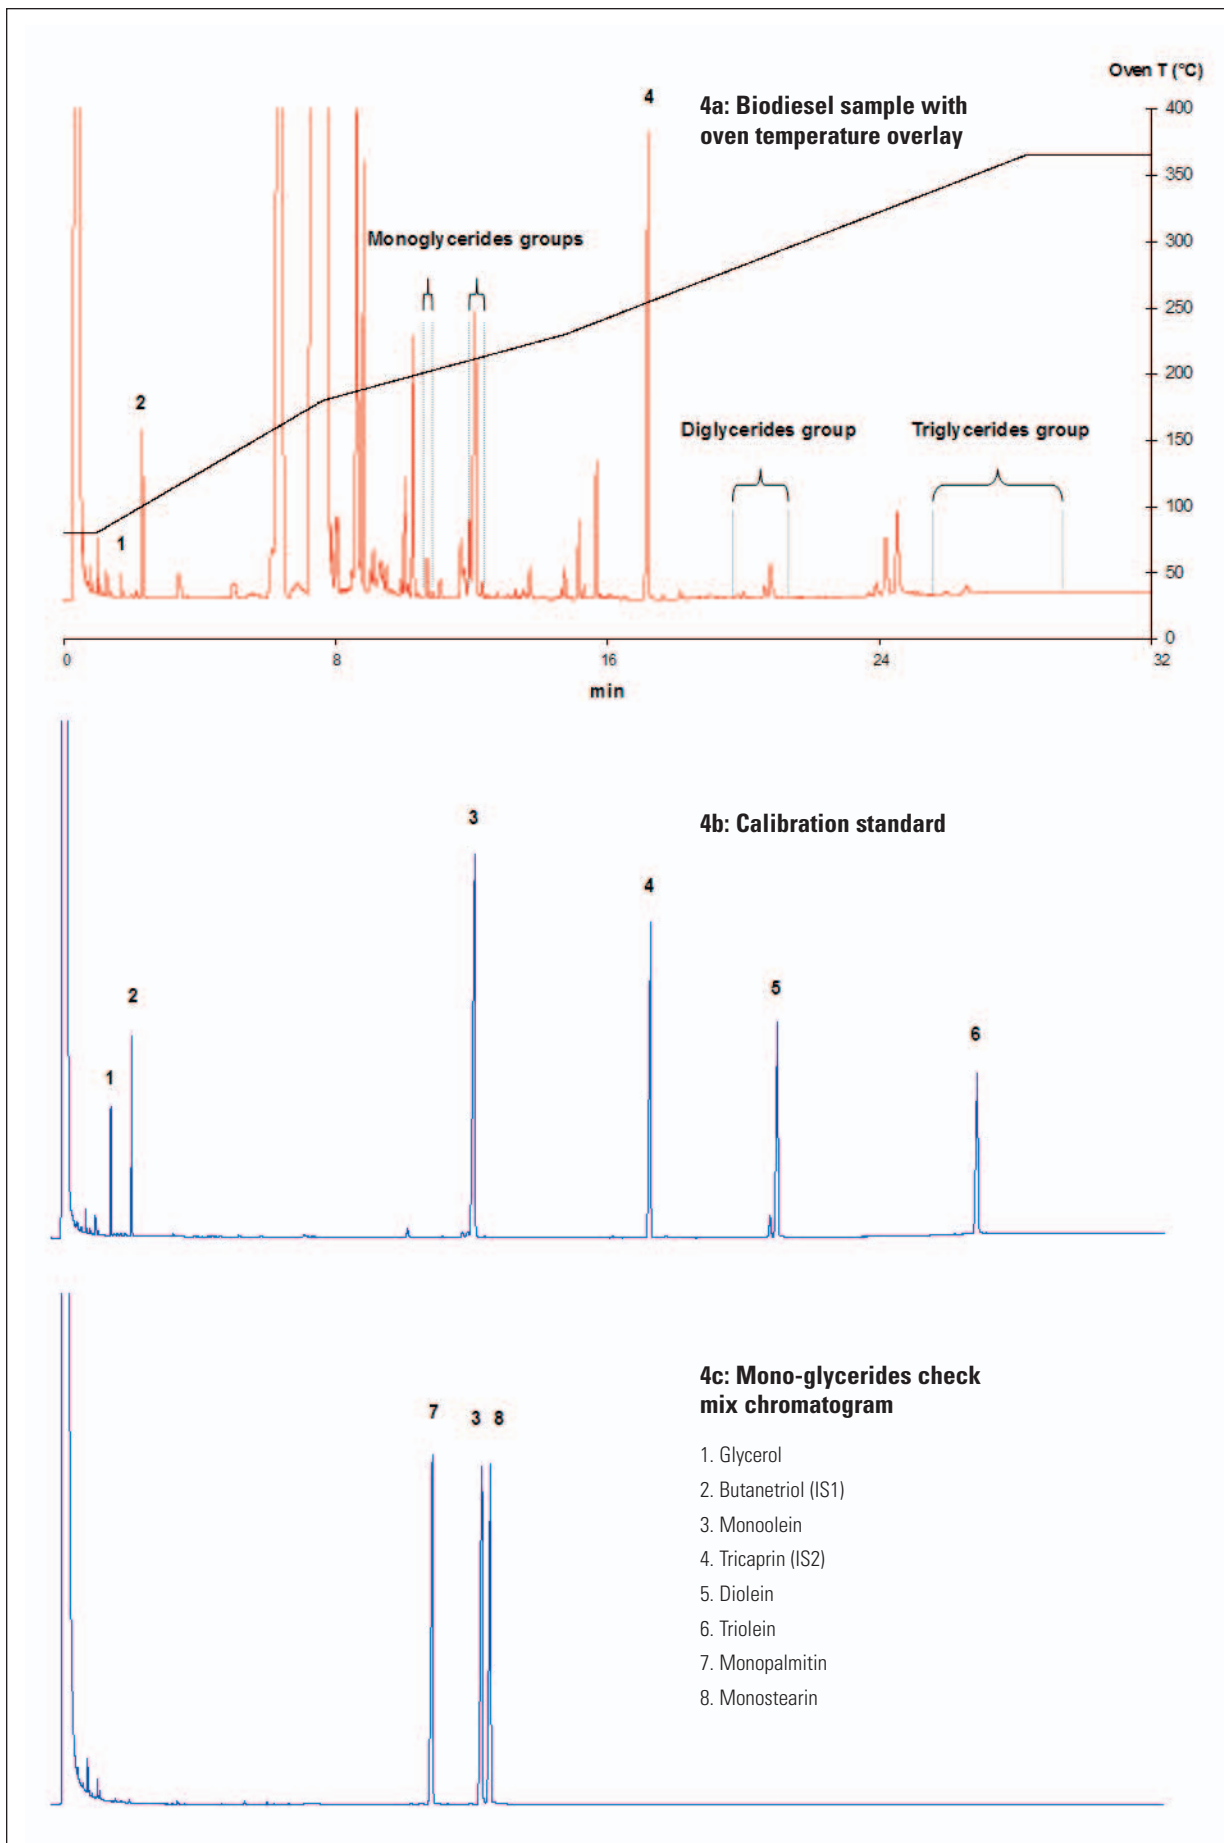 Oven T (°C)
4
4a: Biodiesel sample with
oven temperature overlay
400
350
Monoglycerides groups
300
250
200
2
Diglycerides group
Triglycerides group
150
100
1
50
0
0
8
16
24
32
min
3
4b: Calibration standard
4
5
2
6
1
4c: Mono-glycerides check
mix chromatogram
7
3 8
1. Glycerol
2. Butanetriol (IS1)
3. Monoolein
4. Tricaprin (IS2)
5. Diolein
6. Triolein
7. Monopalmitin
8. Monostearin